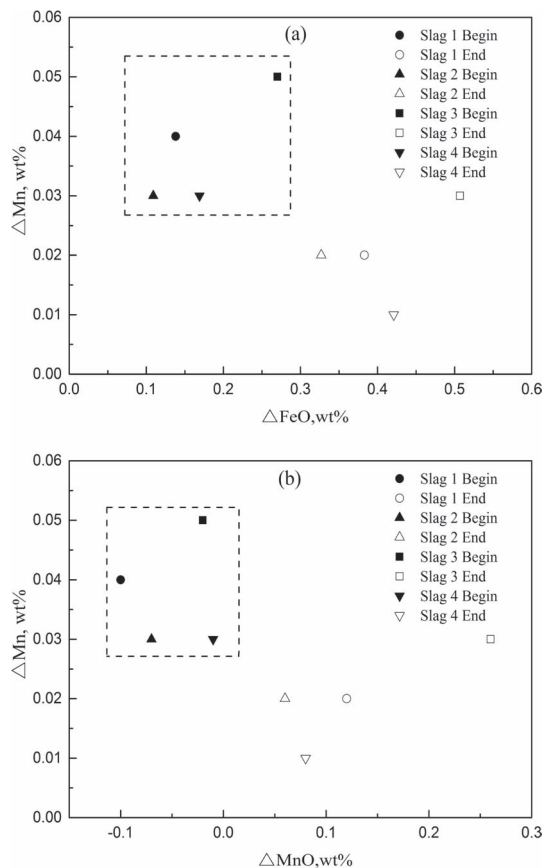 (a)
Slag 1 Begin
Slag 1 End
Slag 2 Begin
Slag 2 End
Slag 3 Begin
Slag 3 End
Slag 4 Begin
Slag 4 End
△Mn, wt%
0.06
0.05
0.04
0.03
0.02
0.01
0.00
0.0 0.1 0.2 0.3 0.4 0.5 0.6
△FeO,wt%
(b)
Slag 1 Begin
Slag 1 End
Slag 2 Begin
Slag 2 End
Slag 3 Begin
Slag 3 End
Slag 4 Begin
Slag 4 End
△Mn, wt%
0.06
0.05
0.04
0.03
0.02
0.01
0.00
-0.1 0.0 0.1 0.2 0.3
△MnO,wt%